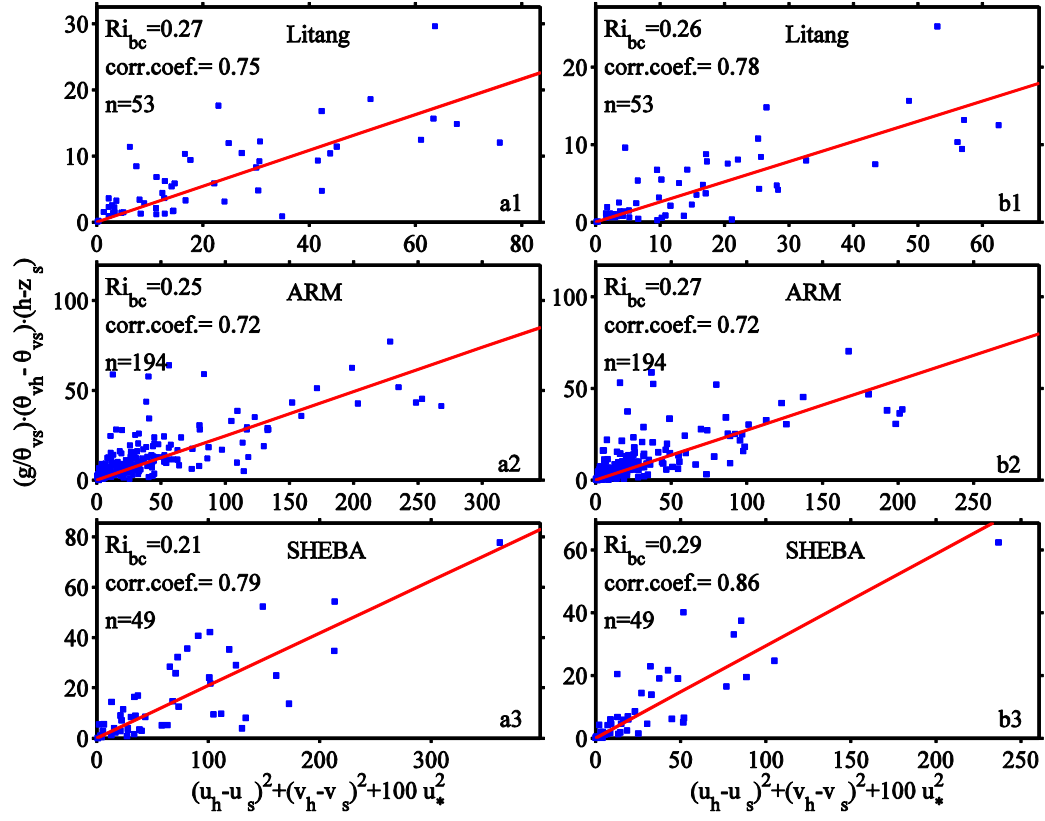 30
20
10
0
Ri_bc=0.27
Litang
corr.coef.= 0.75
n=53
a1
0 20 40 60 80
20
10
0
Ri_bc=0.26
Litang
corr.coef.= 0.78
n=53
b1
0 10 20 30 40 50 60
(g/θ_vs)·(θ_vh-θ_vs)·(h-z_s)
100
50
0
Ri_bc=0.25
ARM
corr.coef.= 0.72
n=194
a2
0 50 100 150 200 250 300
100
50
0
Ri_bc=0.27
ARM
corr.coef.= 0.72
n=194
b2
0 50 100 150 200 250
80
60
40
20
0
Ri_bc=0.21
SHEBA
corr.coef.= 0.79
n=49
a3
0 100 200 300
(u_h-u_s)^2+(v_h-v_s)^2+100 u_*^2
60
40
20
0
Ri_bc=0.29
SHEBA
corr.coef.= 0.86
n=49
b3
0 50 100 150 200 250
(u_h-u_s)^2+(v_h-v_s)^2+100 u_*^2